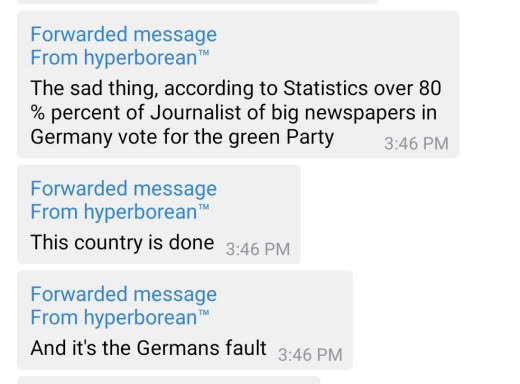 Forwarded message
From hyperborean™
The sad thing, according to Statistics over 80
% percent of Journalist of big newspapers in
Germany vote for the green Party
3:46 PM
Forwarded message
From hyperborean™
This country is done 3:46 PM
Forwarded message
From hyperborean™
And it's the Germans fault 3:46 PM